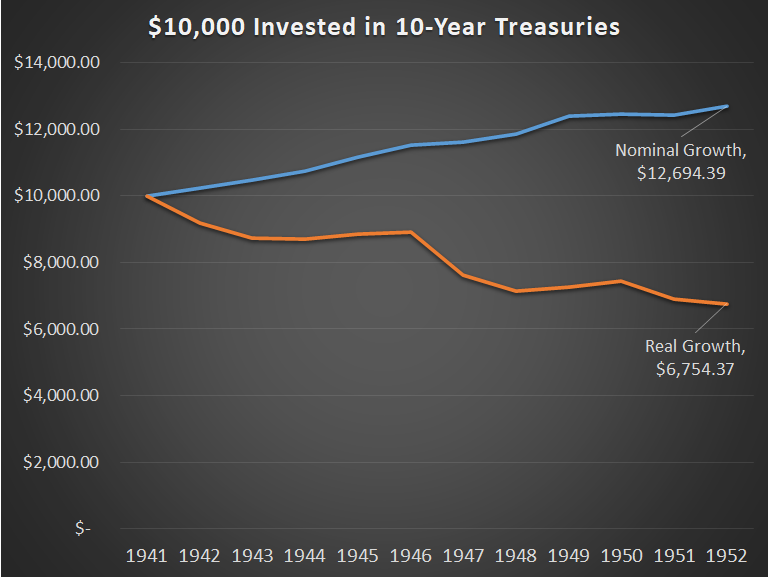 $10,000 Invested in 10-Year Treasuries
$14,000.00
$12,000.00
$10,000.00
$8,000.00
$6,000.00
$4,000.00
$2,000.00
$-
Nominal Growth,
$12,694.39
Real Growth,
$6,754.37
1941 1942 1943 1944 1945 1946 1947 1948 1949 1950 1951 1952